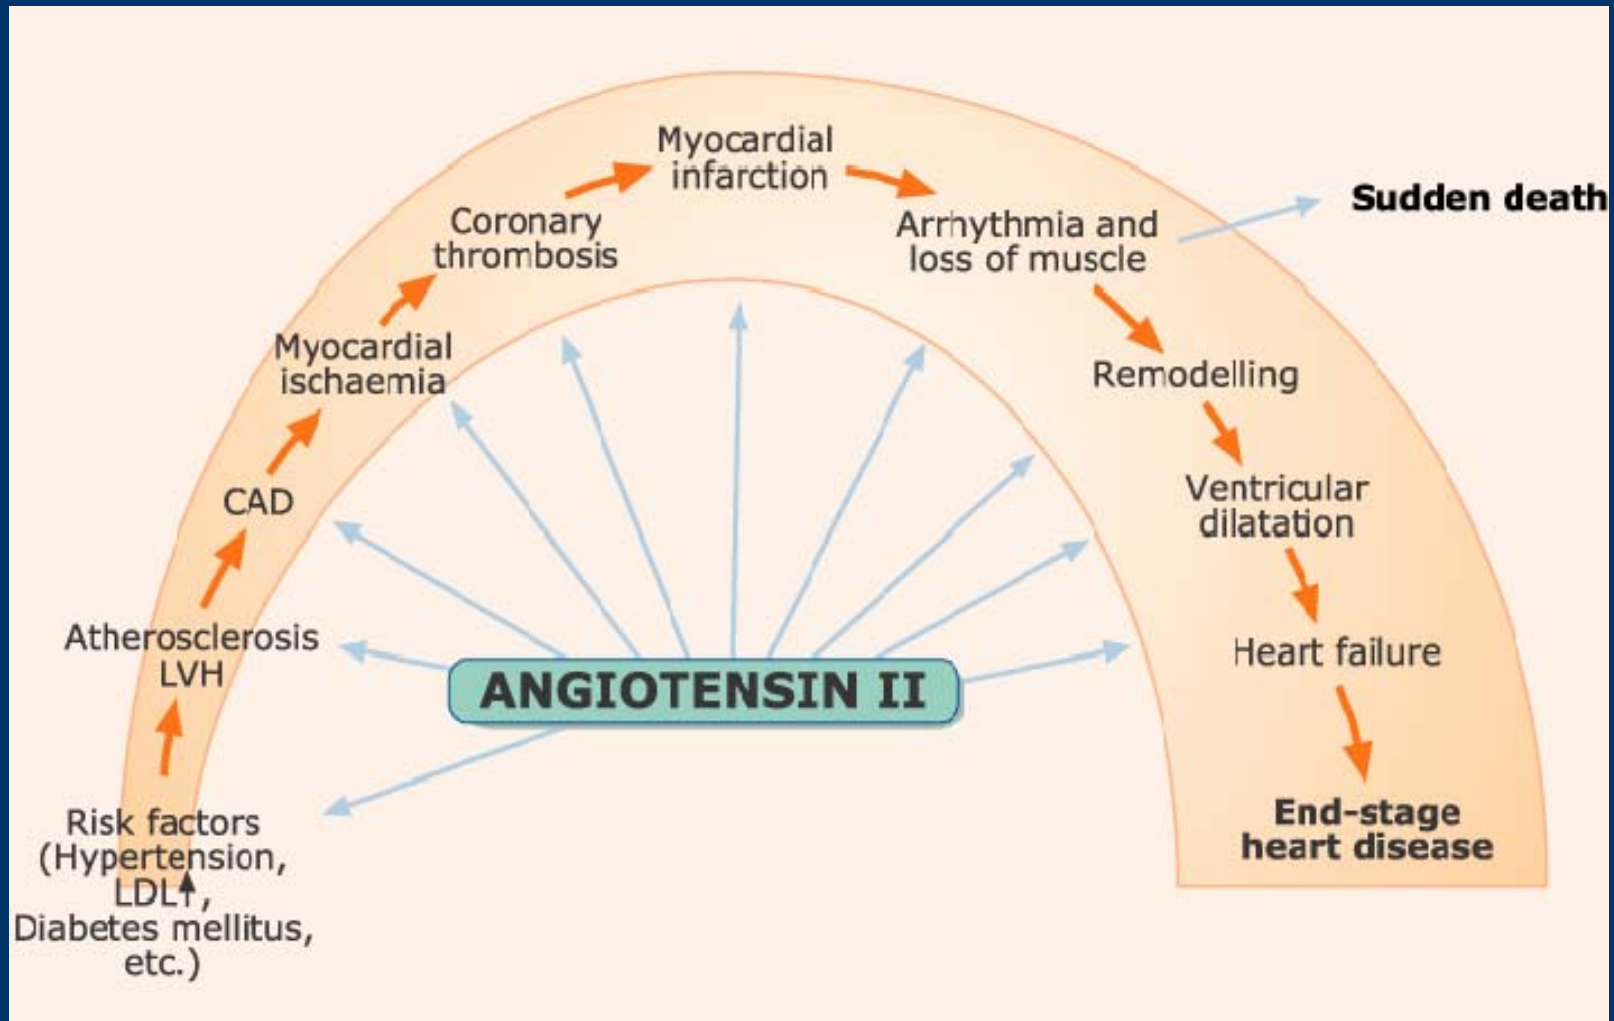 Myocardial
infarction
Sudden death
Coronary
thrombosis
Arrhythmia and
loss of muscle
Myocardial
ischaemia
Remodelling
CAD
Ventricular
dilatation
Atherosclerosis
LVH
Heart failure
ANGIOTENSIN II
Risk factors
(Hypertension,
LDL↑,
Diabetes mellitus,
etc.)
End-stage
heart disease